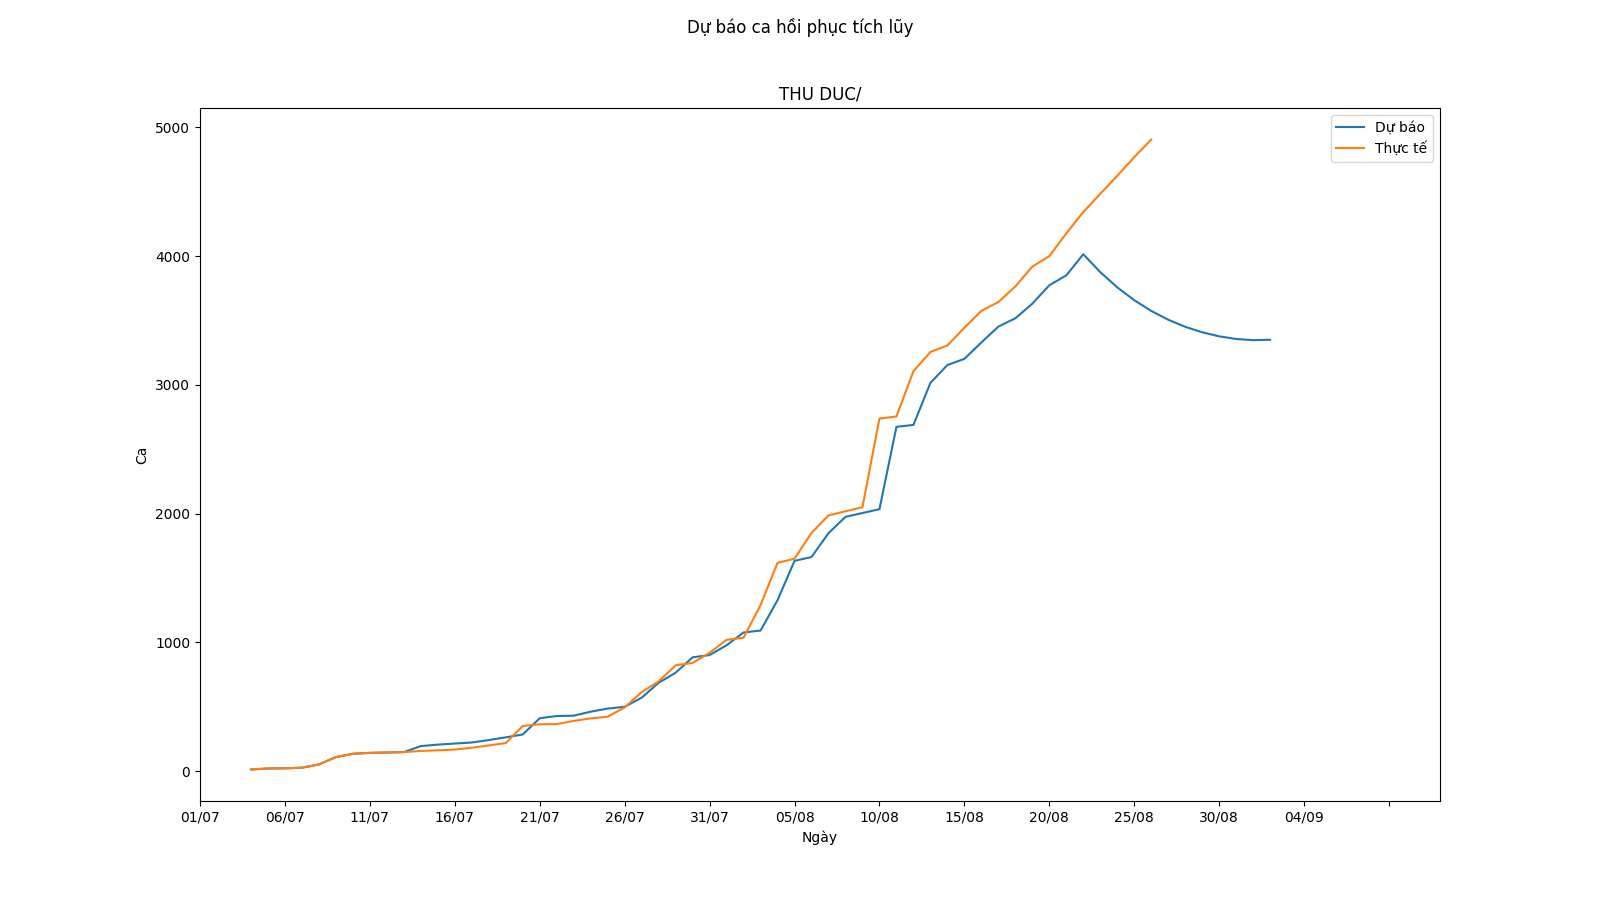 Dự báo ca hồi phục tích lũy
THU DUC/
Dự báo
Thực tế
5000
4000
3000
2000
1000
0
Ca
01/07 06/07 11/07 16/07 21/07 26/07 31/07 05/08 10/08 15/08 20/08 25/08 30/08 04/09
Ngày